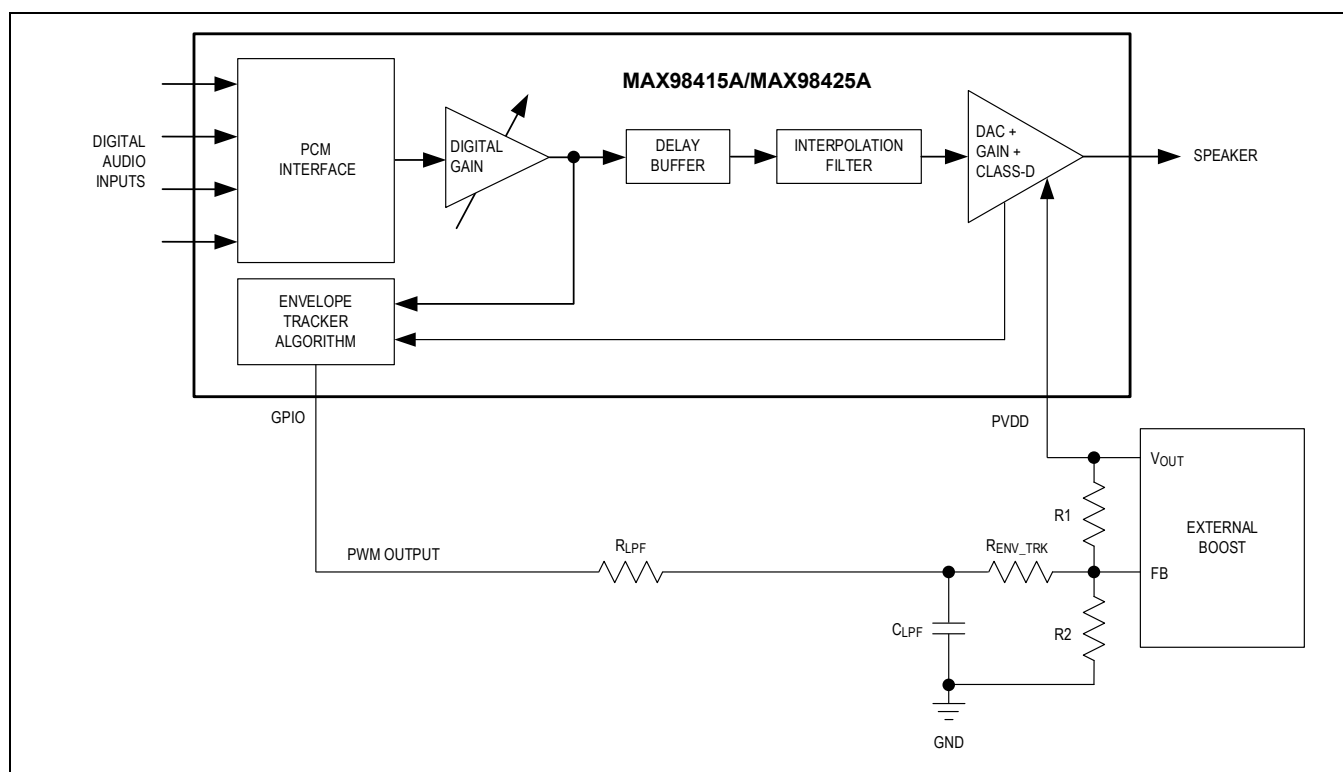 MAX98415A/MAX98425A
DIGITAL
AUDIO
INPUTS
PCM
INTERFACE
DIGITAL
GAIN
DELAY
BUFFER
INTERPOLATION
FILTER
DAC +
GAIN +
CLASS-D
SPEAKER
ENVELOPE
TRACKER
ALGORITHM
GPIO
PVDD
VOUT
R1
EXTERNAL
BOOST
PWM OUTPUT
RLPF
RENV_TRK
FB
CLPF
R2
GND